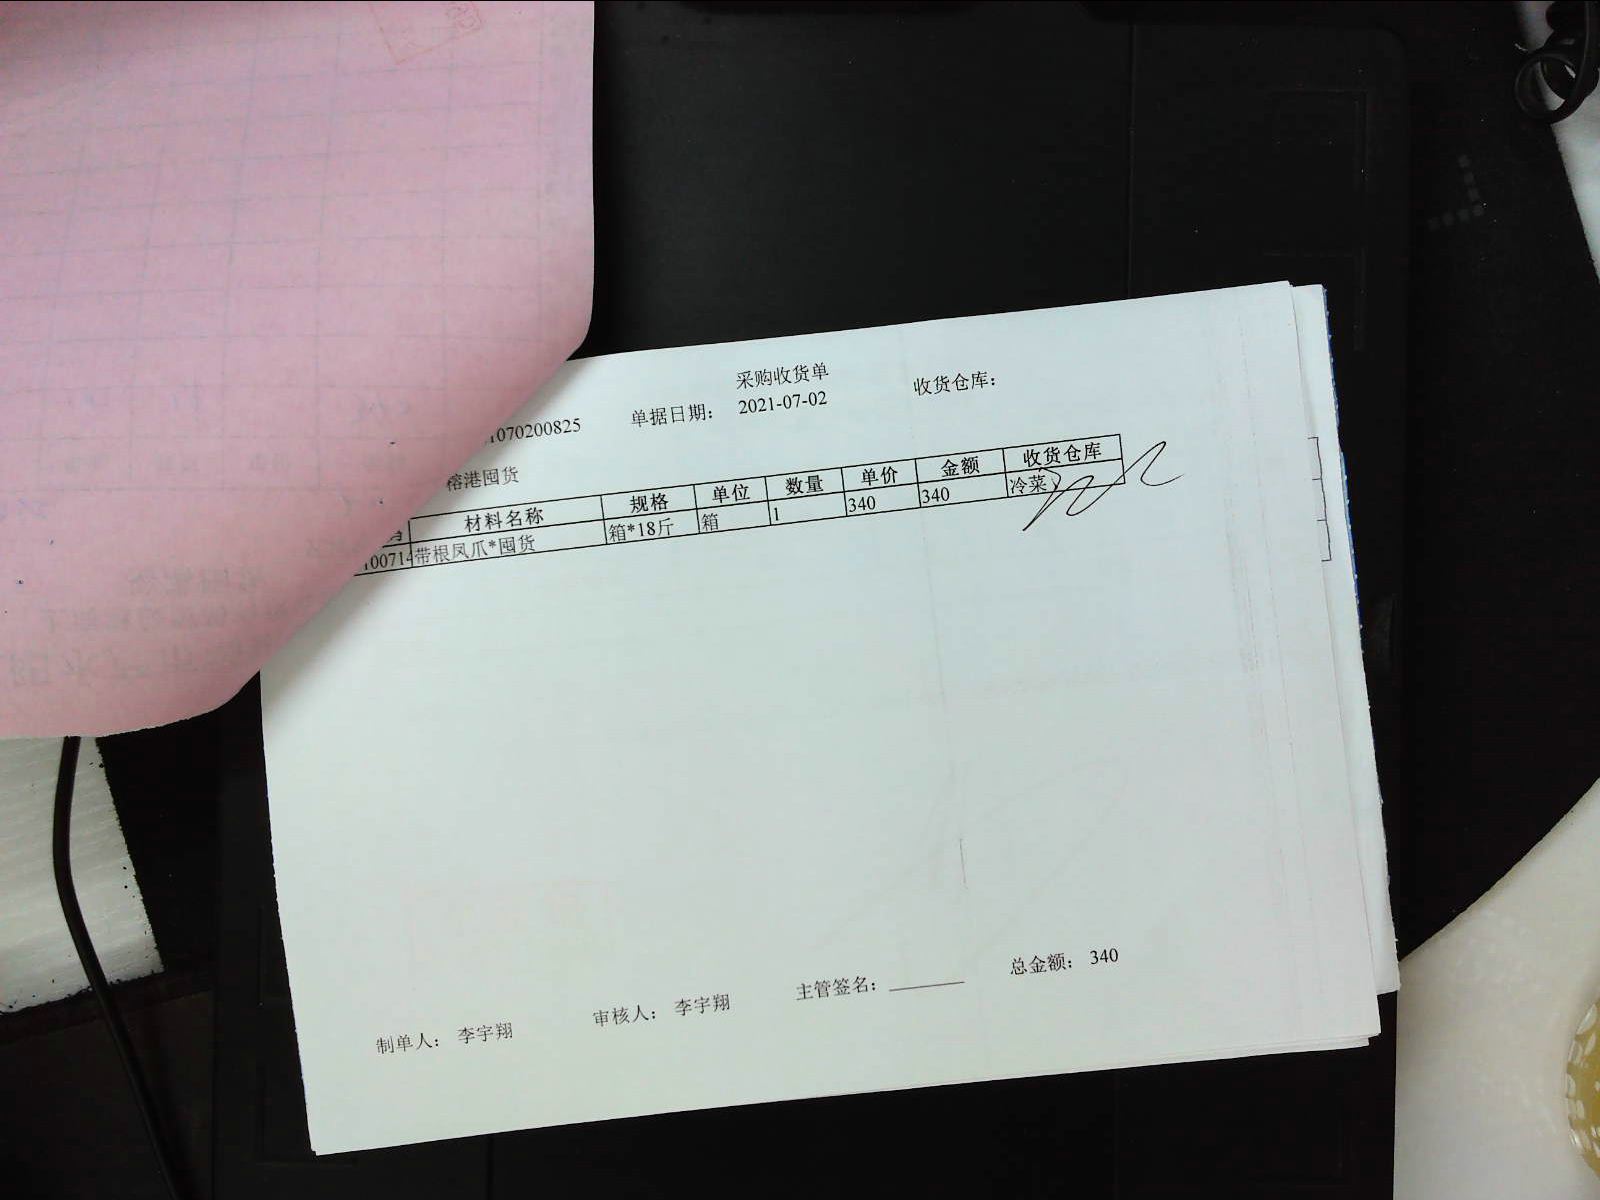 采购收货单
1070200825 单据日期： 2021-07-02 收货仓库：
榕港囤货
材料名称 规格 单位 数量 单价 金额 收货仓库
100714 带根凤爪*囤货 箱*18斤 箱 1 340 340 冷菜
制单人： 李宇翔 审核人： 李宇翔 主管签名： 总金额： 340